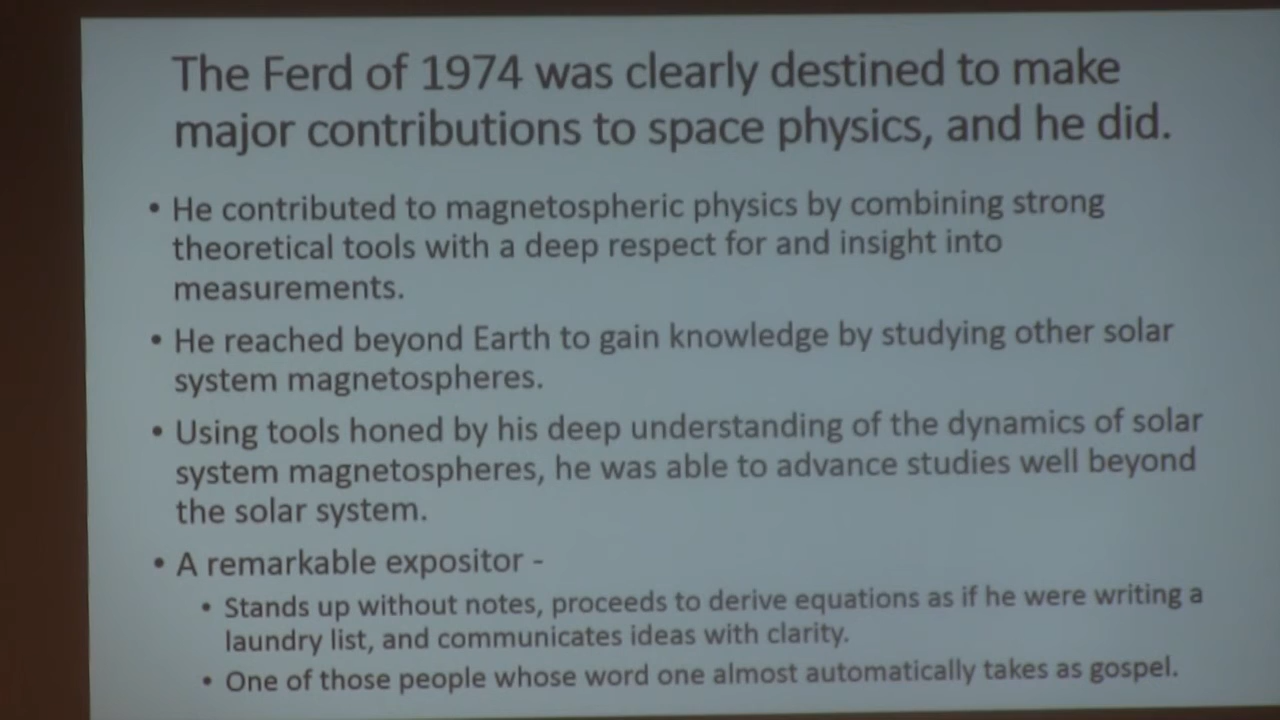 The Ferd of 1974 was clearly destined to make
major contributions to space physics, and he did.
• He contributed to magnetospheric physics by combining strong
theoretical tools with a deep respect for and insight into
measurements.
• He reached beyond Earth to gain knowledge by studying other solar
system magnetospheres.
• Using tools honed by his deep understanding of the dynamics of solar
system magnetospheres, he was able to advance studies well beyond
the solar system.
• A remarkable expositor -
• Stands up without notes, proceeds to derive equations as if he were writing a
laundry list, and communicates ideas with clarity.
• One of those people whose word one almost automatically takes as gospel.